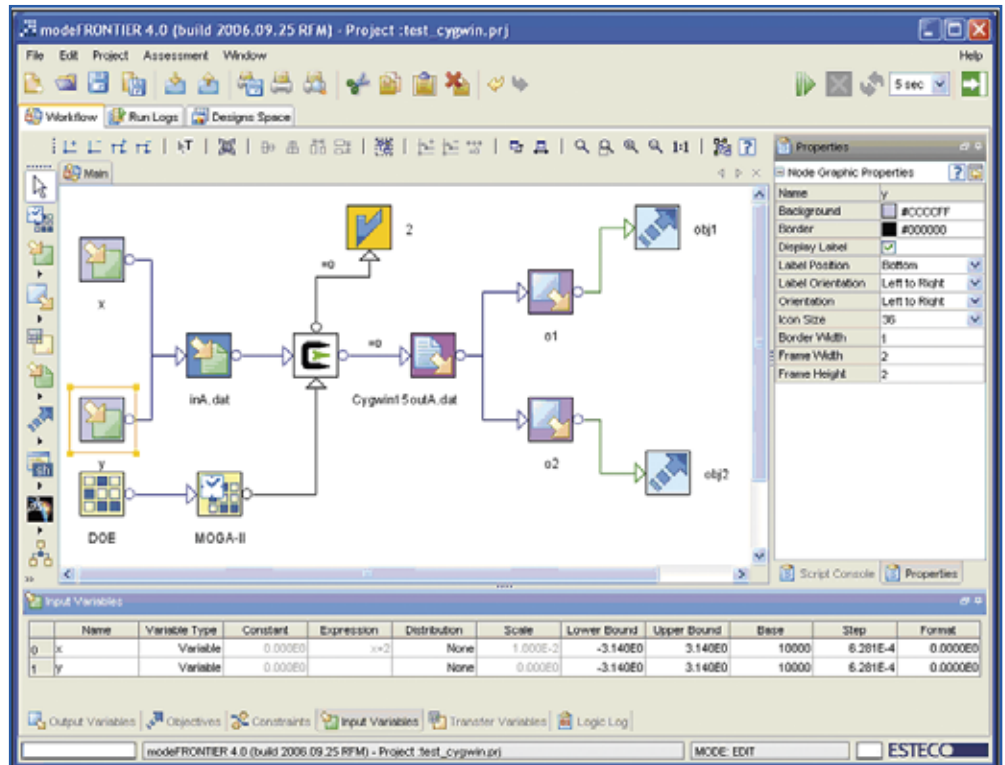 modeFRONTIER 4.0 (build 2006.09.25 RFM) - Project :test_cygwin.prj
File Edit Project Assessment Window Help
5 sec
Workflow Run Logs Designs Space
Properties
Main
Node Graphic Properties
Name y
Background #CCCCFF
Border #000000
Display Label
Label Position Bottom
Label Orientation Left to Right
Orientation Left to Right
Icon Size 36
Border Width 1
Frame Width 2
Frame Height 2
2
obj1
=0
x
o1
=0
inA.dat
Cygwin15outA.dat
y
o2
obj2
DOE
MOGA-II
sh
Script Console Properties
Input Variables
Name Variable Type Constant Expression Distribution Scale Lower Bound Upper Bound Base Step Format
0 x Variable 0.000E0 x+2 None 1.000E-2 -3.140E0 3.140E0 10000 6.281E-4 0.0000E0
1 y Variable 0.000E0 None 0.000E0 -3.140E0 3.140E0 10000 6.281E-4 0.0000E0
Output Variables Objectives Constraints Input Variables Transfer Variables Logic Log
modeFRONTIER 4.0 (build 2006.09.25 RFM) - Project :test_cygwin.prj MODE: EDIT ESTECO